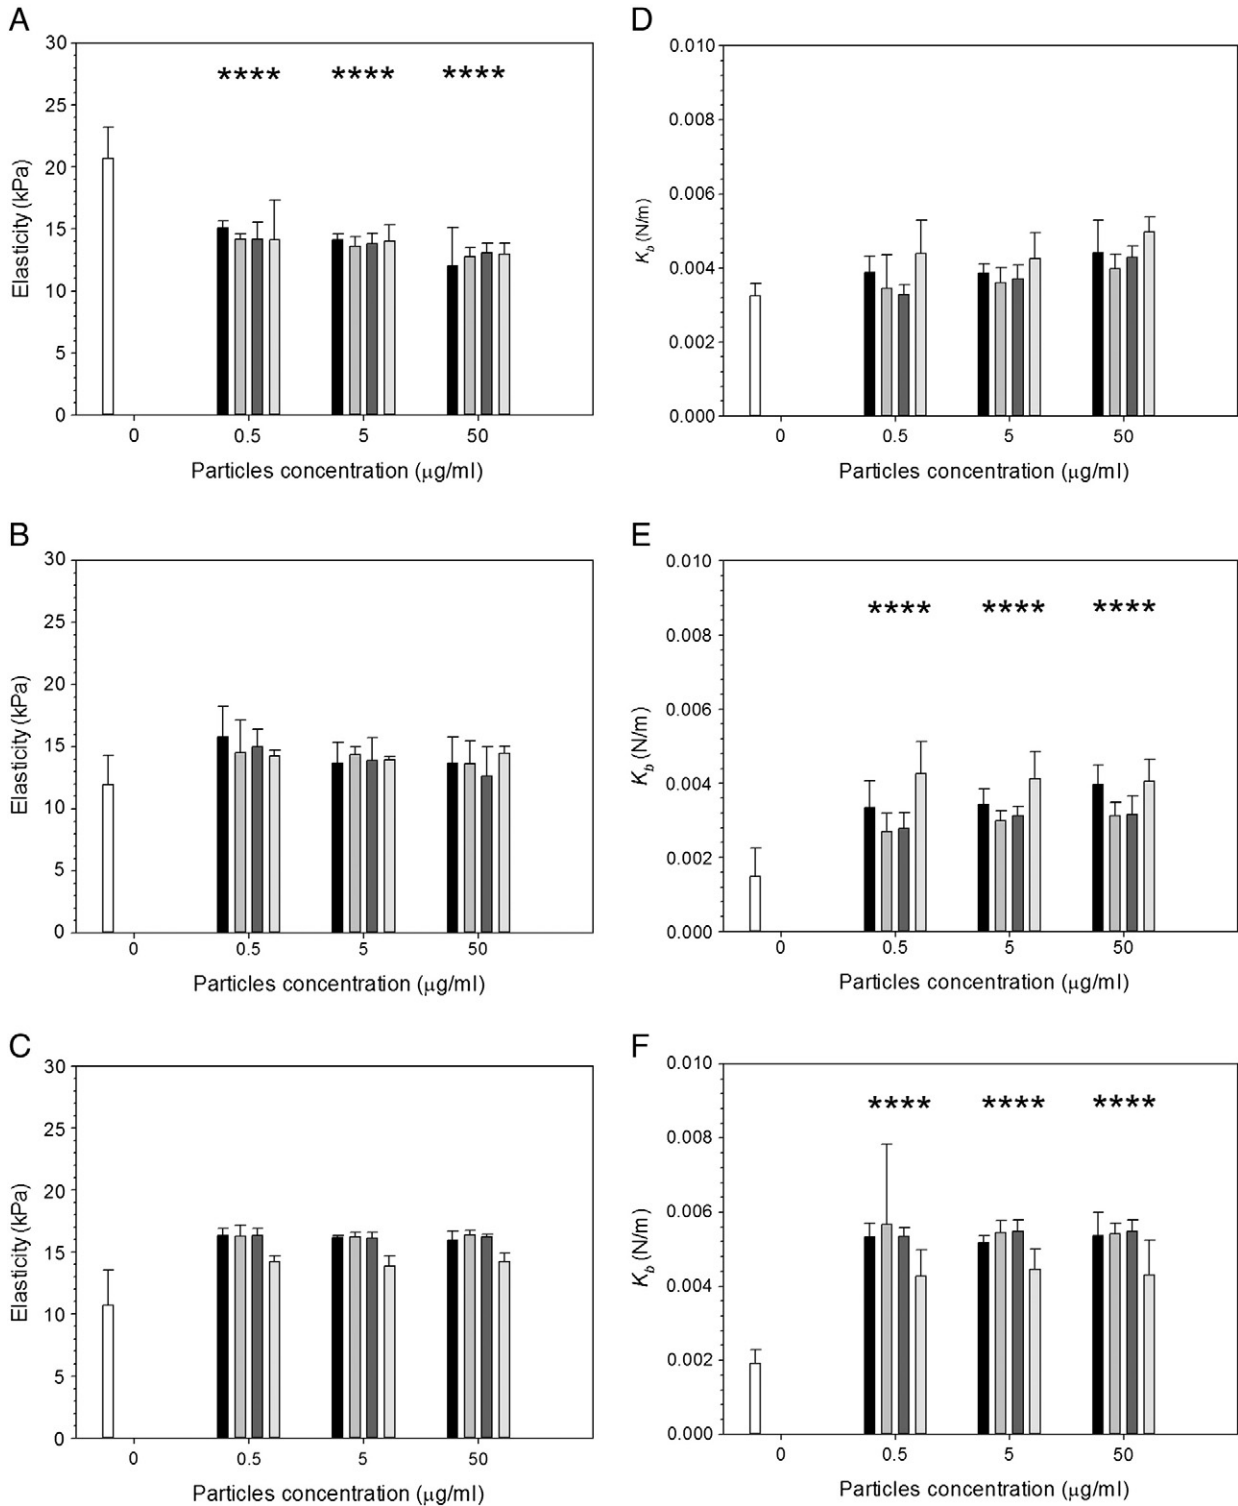 A
30
25
20
15
10
5
0
Elasticity (kPa)
**** **** ****
0 0.5 5 50
Particles concentration (μg/ml)
D
0.010
0.008
0.006
0.004
0.002
0.000
K_b (N/m)
0 0.5 5 50
Particles concentration (μg/ml)
B
30
25
20
15
10
5
0
Elasticity (kPa)
0 0.5 5 50
Particles concentration (μg/ml)
E
0.010
0.008
0.006
0.004
0.002
0.000
K_b (N/m)
**** **** ****
0 0.5 5 50
Particles concentration (μg/ml)
C
30
25
20
15
10
5
0
Elasticity (kPa)
0 0.5 5 50
Particles concentration (μg/ml)
F
0.010
0.008
0.006
0.004
0.002
0.000
K_b (N/m)
**** **** ****
0 0.5 5 50
Particles concentration (μg/ml)